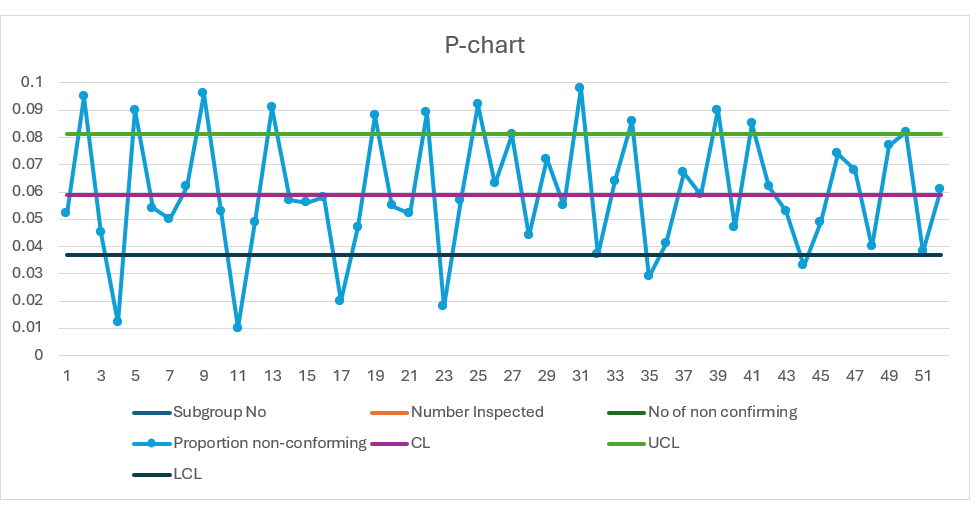 P-chart
0.1
0.09
0.08
0.07
0.06
0.05
0.04
0.03
0.02
0.01
0
1 3 5 7 9 11 13 15 17 19 21 23 25 27 29 31 33 35 37 39 41 43 45 47 49 51
Subgroup No Number Inspected No of non confirming
Proportion non-conforming CL UCL
LCL